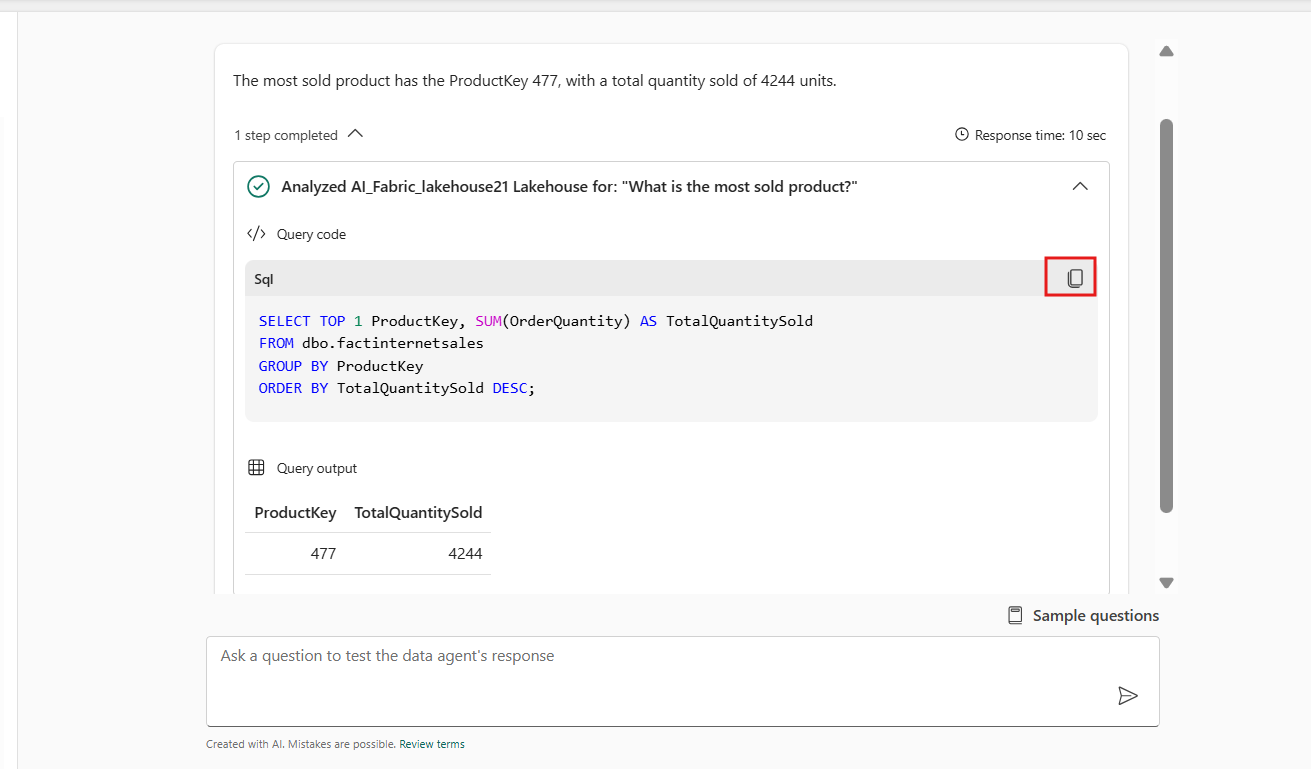 The most sold product has the ProductKey 477, with a total quantity sold of 4244 units.
1 step completed
Response time: 10 sec
Analyzed AI_Fabric_lakehouse21 Lakehouse for: "What is the most sold product?"
</> Query code
Sql
SELECT TOP 1 ProductKey, SUM(OrderQuantity) AS TotalQuantitySold
FROM dbo.factinternetsales
GROUP BY ProductKey
ORDER BY TotalQuantitySold DESC;
Query output
ProductKey TotalQuantitySold
477 4244
Sample questions
Ask a question to test the data agent's response
Created with AI. Mistakes are possible. Review terms